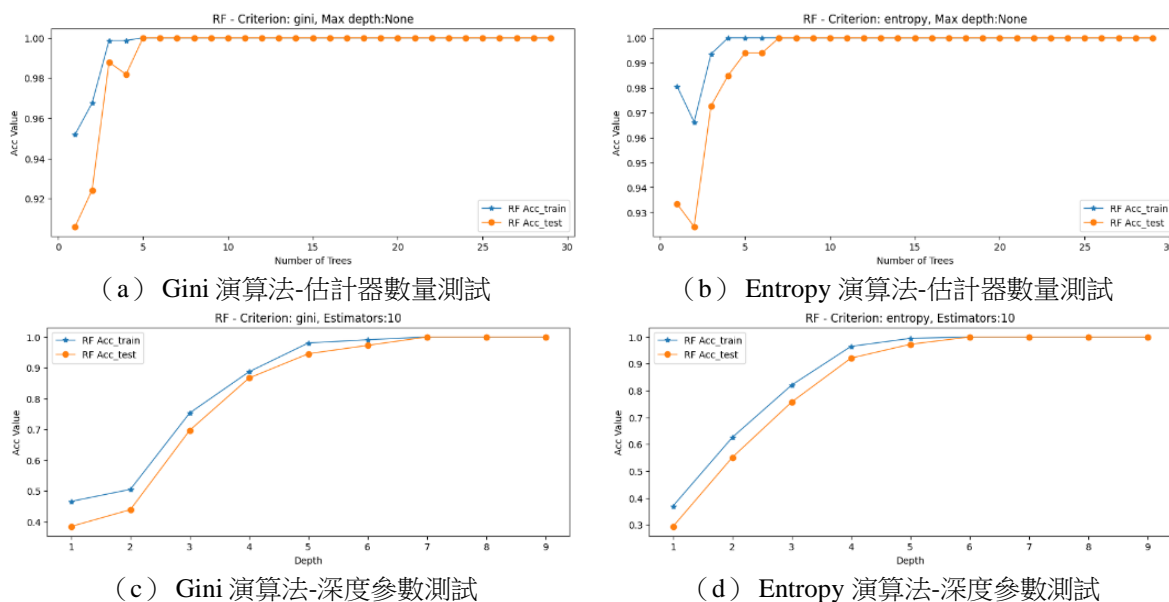 RF - Criterion: gini, Max depth:None
Acc Value
1.00
0.98
0.96
0.94
0.92
0 5 10 15 20 25 30
Number of Trees
RF Acc_train
RF Acc_test
(a) Gini 演算法-估計器數量測試
RF - Criterion: entropy, Max depth:None
Acc Value
1.00
0.99
0.98
0.97
0.96
0.95
0.94
0.93
0 5 10 15 20 25 30
Number of Trees
RF Acc_train
RF Acc_test
(b) Entropy 演算法-估計器數量測試
RF - Criterion: gini, Estimators:10
Acc Value
1.0
0.9
0.8
0.7
0.6
0.5
0.4
1 2 3 4 5 6 7 8 9
Depth
RF Acc_train
RF Acc_test
(c) Gini 演算法-深度參數測試
RF - Criterion: entropy, Estimators:10
Acc Value
1.0
0.9
0.8
0.7
0.6
0.5
0.4
0.3
1 2 3 4 5 6 7 8 9
Depth
RF Acc_train
RF Acc_test
(d) Entropy 演算法-深度參數測試